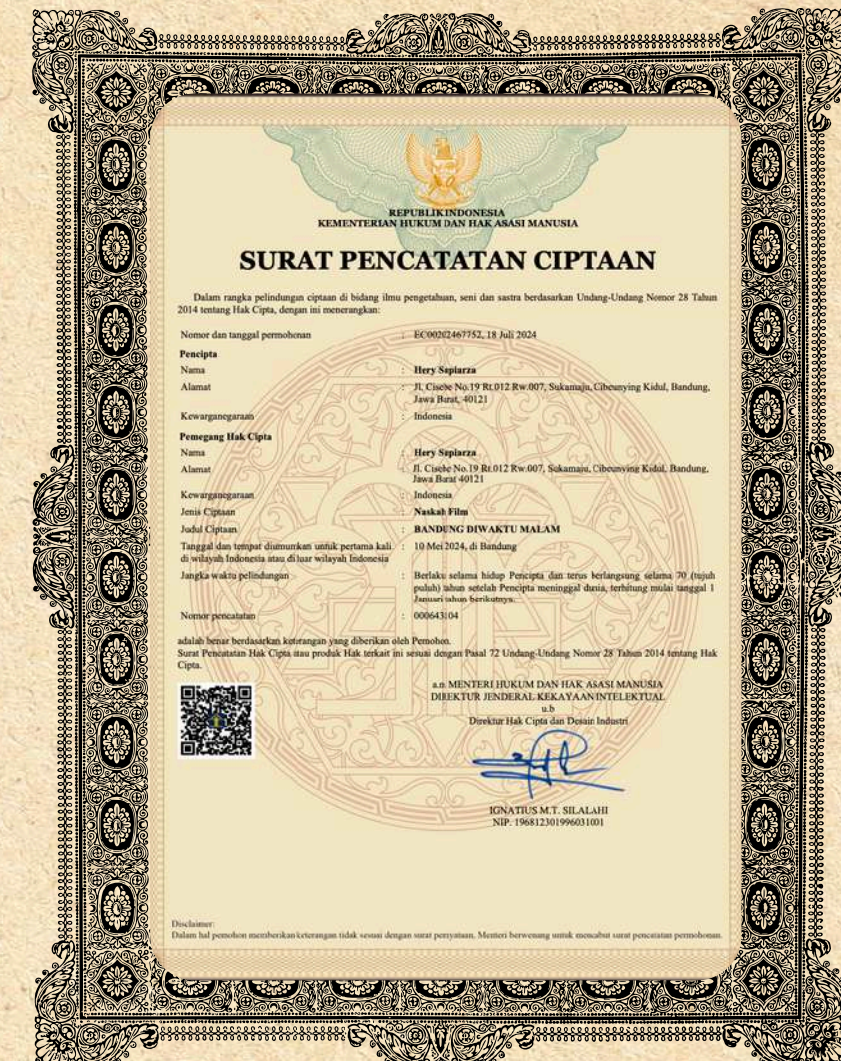 REPUBLIK INDONESIA
KEMENTERIAN HUKUM DAN HAK ASASI MANUSIA
SURAT PENCATATAN CIPTAAN
Dalam rangka pelindungan ciptaan di bidang ilmu pengetahuan, seni dan sastra berdasarkan Undang-Undang Nomor 28 Tahun
2014 tentang Hak Cipta, dengan ini menerangkan:
Nomor dan tanggal permohonan : EC00202467752, 18 Juli 2024
Pencipta
Nama : Hery Sepiarza
Alamat : Jl. Cisebe No.19 Rt.012 Rw.007, Sukamaju, Cibeunying Kidul, Bandung,
Jawa Barat, 40121
Kewarganegaraan : Indonesia
Pemegang Hak Cipta
Nama : Hery Sepiarza
Alamat : Jl. Cisebe No.19 Rt.012 Rw.007, Sukamaju, Cibeunying Kidul, Bandung,
Jawa Barat 40121
Kewarganegaraan : Indonesia
Jenis Ciptaan : Naskah Film
Judul Ciptaan : BANDUNG DIWAKTU MALAM
Tanggal dan tempat diumumkan untuk pertama kali : 10 Mei 2024, di Bandung
di wilayah Indonesia atau di luar wilayah Indonesia
Jangka waktu pelindungan : Berlaku selama hidup Pencipta dan terus berlangsung selama 70 (tujuh
puluh) tahun setelah Pencipta meninggal dunia, terhitung mulai tanggal 1
Januari tahun berikutnya.
Nomor pencatatan : 000643104
adalah benar berdasarkan keterangan yang diberikan oleh Pemohon.
Surat Pencatatan Hak Cipta atau produk Hak terkait ini sesuai dengan Pasal 72 Undang-Undang Nomor 28 Tahun 2014 tentang Hak
Cipta.
a.n. MENTERI HUKUM DAN HAK ASASI MANUSIA
DIREKTUR JENDERAL KEKAYAAN INTELEKTUAL
u.b
Direktur Hak Cipta dan Desain Industri
IGNATIUS M.T. SILALAHI
NIP. 196812301996031001
Disclaimer:
Dalam hal pemohon memberikan keterangan tidak sesuai dengan surat pernyataan, Menteri berwenang untuk mencabut surat pencatatan permohonan.